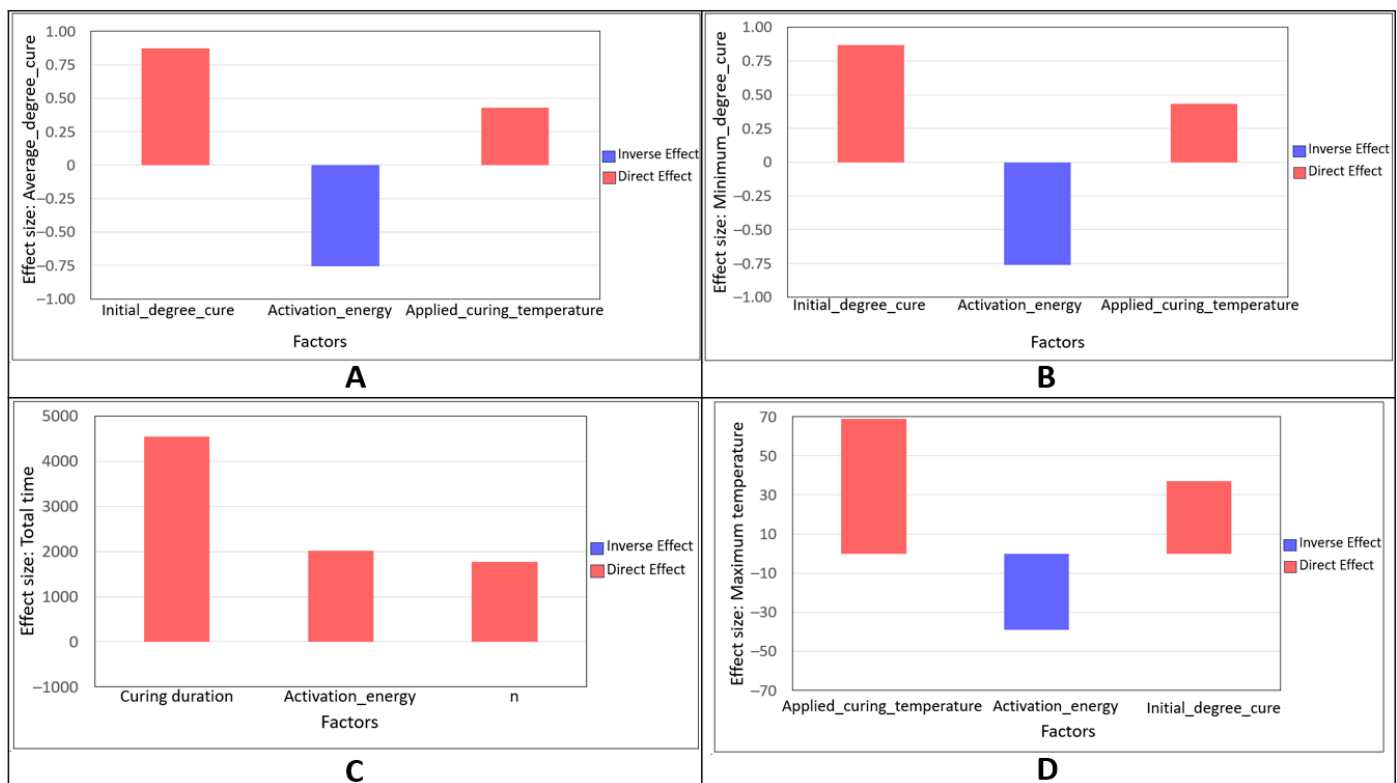 Effect size: Average_degree_cure
1.00
0.75
0.50
0.25
0
−0.25
−0.50
−0.75
−1.00
Initial_degree_cure Activation_energy Applied_curing_temperature
Factors
Inverse Effect
Direct Effect
A
Effect size: Minimum_degree_cure
1.00
0.75
0.50
0.25
0
−0.25
−0.50
−0.75
−1.00
Initial_degree_cure Activation_energy Applied_curing_temperature
Factors
Inverse Effect
Direct Effect
B
Effect size: Total time
5000
4000
3000
2000
1000
0
−1000
Curing duration Activation_energy n
Factors
Inverse Effect
Direct Effect
C
Effect size: Maximum temperature
70
50
30
10
−10
−30
−50
−70
Applied_curing_temperature Activation_energy Initial_degree_cure
Factors
Inverse Effect
Direct Effect
D